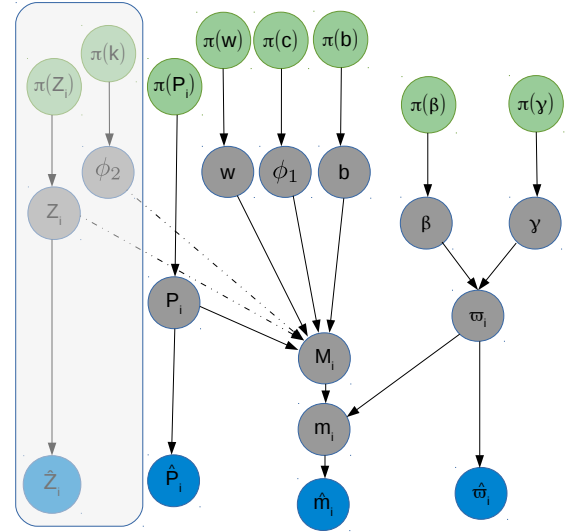 π(w) π(c) π(b)
π(k)
π(Z_i) π(P_i) π(β) π(γ)
ϕ_2 w ϕ_1 b
Z_i β γ
P_i ϖ_i
M_i
m_i
Ẑ_i P̂_i m̂_i ϖ̂_i